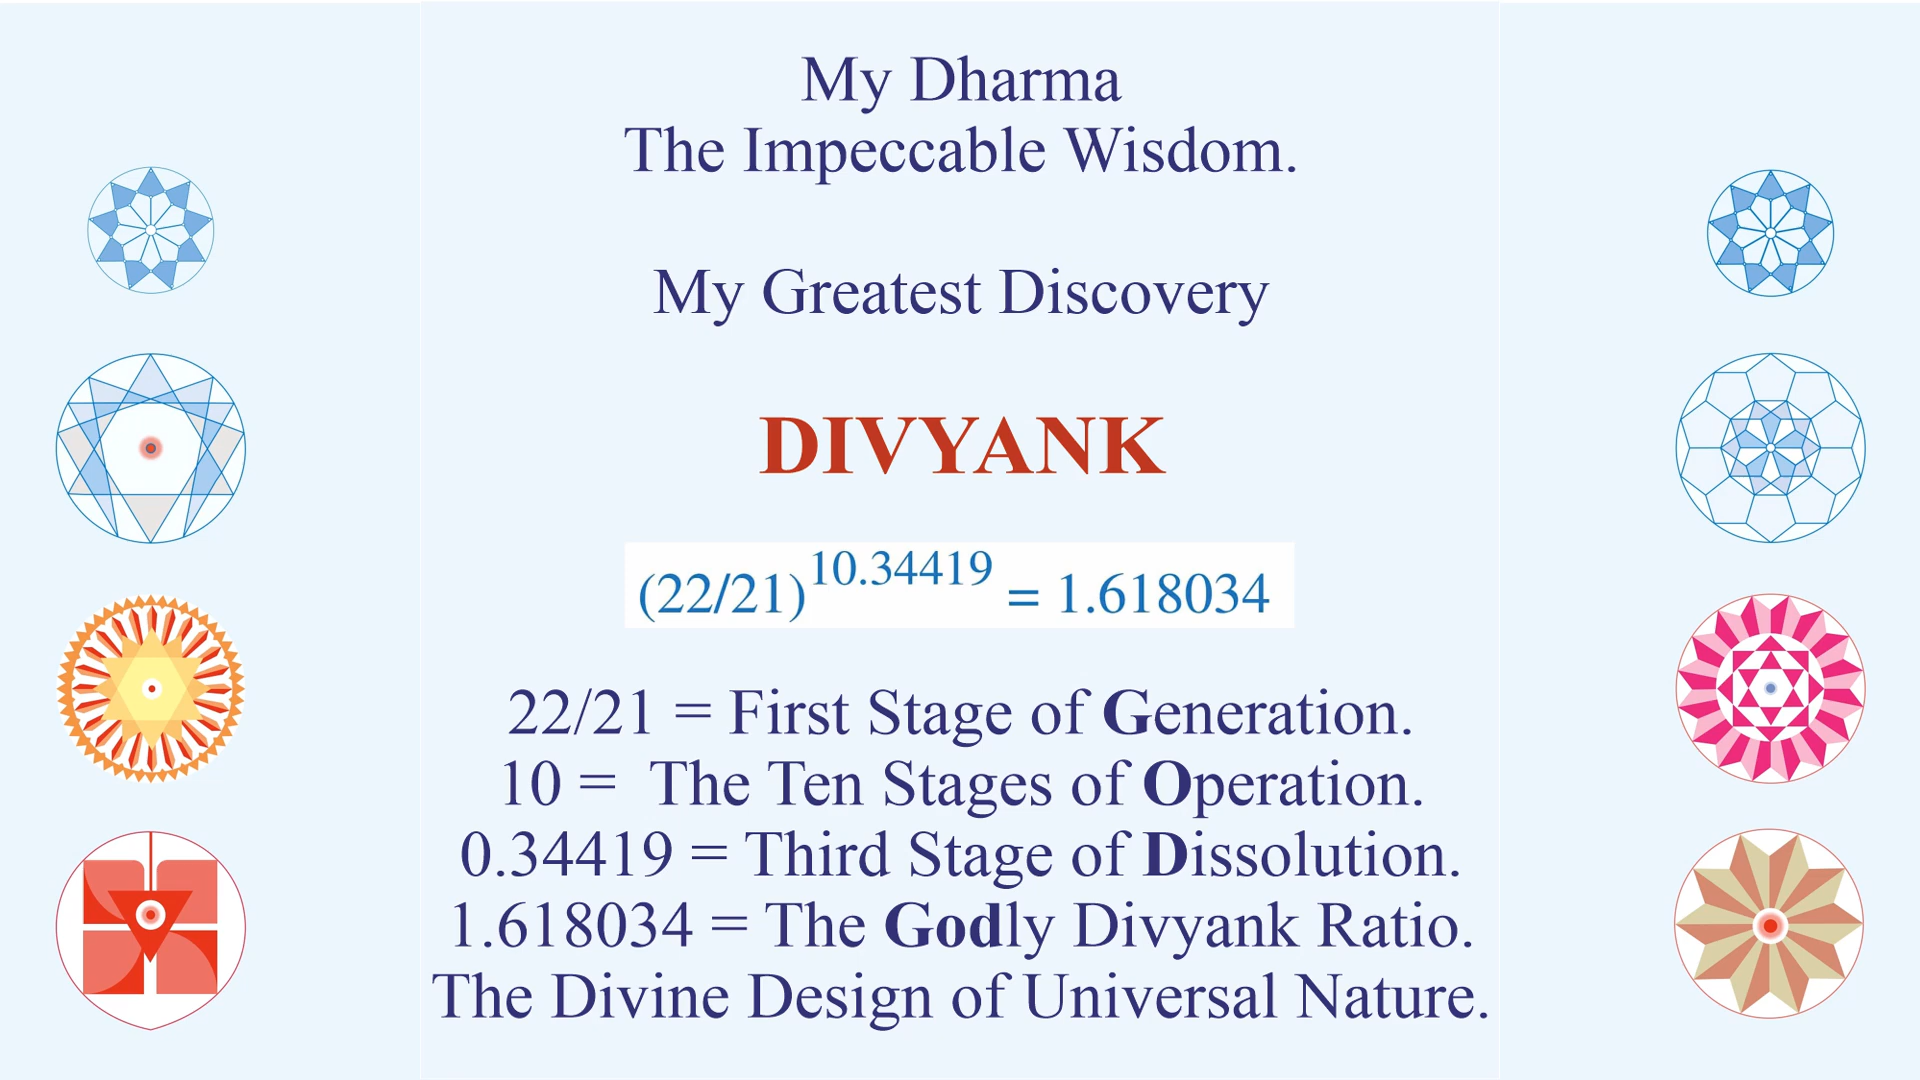 My Dharma
The Impeccable Wisdom.
My Greatest Discovery
DIVYANK
(22/21)^10.34419 = 1.618034
22/21 = First Stage of Generation.
10 = The Ten Stages of Operation.
0.34419 = Third Stage of Dissolution.
1.618034 = The Godly Divyank Ratio.
The Divine Design of Universal Nature.